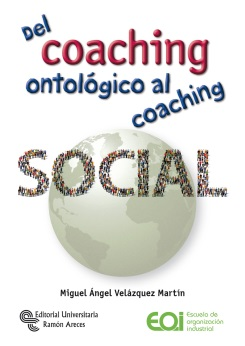 Del
coaching
ontológico al
coaching
SOCIAL
Miguel Ángel Velázquez Martín
Editorial Universitaria
Ramón Areces
EOi
Escuela de
organización
industrial